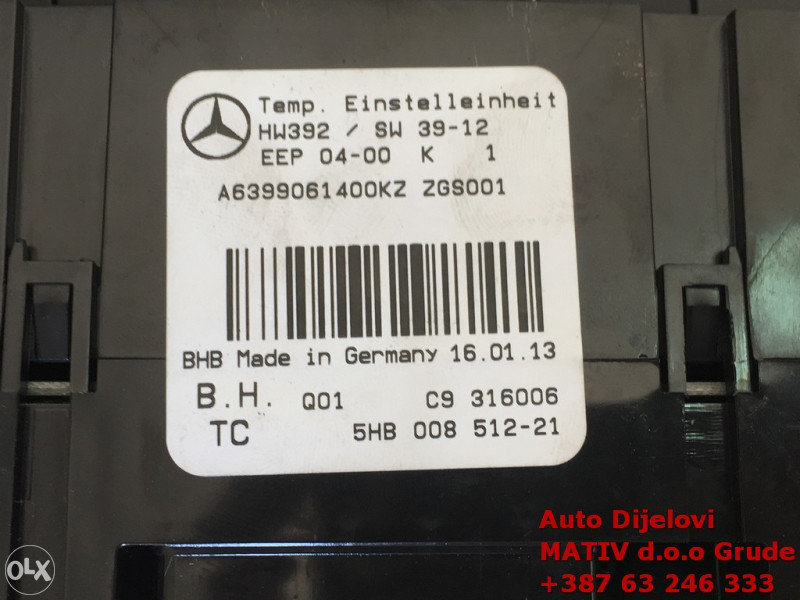 Temp. Einstelleinheit
HW392 / SW 39-12
EEP 04-00 K 1
A6399061400KZ ZGS001
BHB Made in Germany 16.01.13
B.H. Q01 C9 316006
TC 5HB 008 512-21
Auto Dijelovi
MATIV d.o.o Grude
+387 63 246 333
OLX